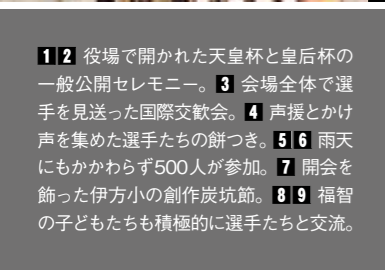 1 2 役場で開かれた天皇杯と皇后杯の
一般公開セレモニー。 3 会場全体で選
手を見送った国際交歓会。 4 声援とかけ
声を集めた選手たちの餅つき。 5 6 雨天
にもかかわらず500人が参加。 7 開会を
飾った伊方小の創作炭坑節。 8 9 福智
の子どもたちも積極的に選手たちと交流。